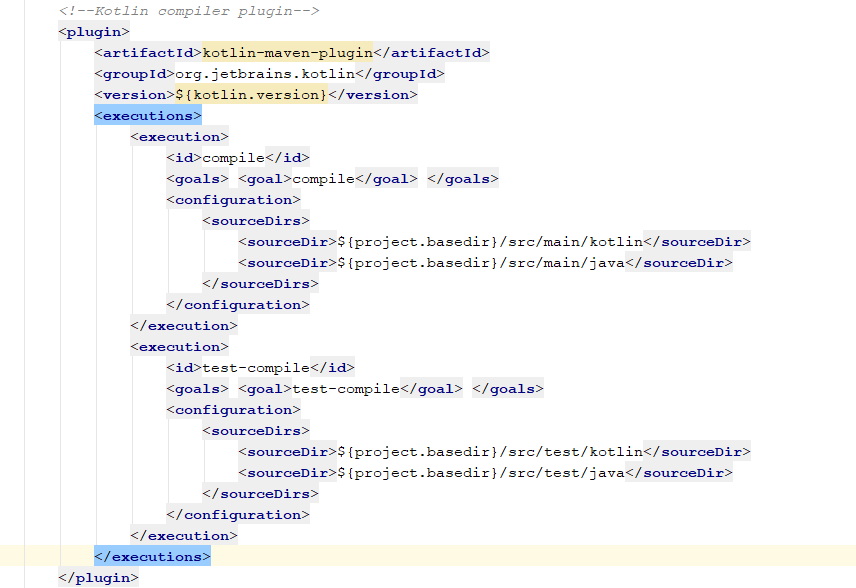 <!--Kotlin compiler plugin-->
<plugin>
<artifactId>kotlin-maven-plugin</artifactId>
<groupId>org.jetbrains.kotlin</groupId>
<version>${kotlin.version}</version>
<executions>
<execution>
<id>compile</id>
<goals> <goal>compile</goal> </goals>
<configuration>
<sourceDirs>
<sourceDir>${project.basedir}/src/main/kotlin</sourceDir>
<sourceDir>${project.basedir}/src/main/java</sourceDir>
</sourceDirs>
</configuration>
</execution>
<execution>
<id>test-compile</id>
<goals> <goal>test-compile</goal> </goals>
<configuration>
<sourceDirs>
<sourceDir>${project.basedir}/src/test/kotlin</sourceDir>
<sourceDir>${project.basedir}/src/test/java</sourceDir>
</sourceDirs>
</configuration>
</execution>
</executions>
</plugin>